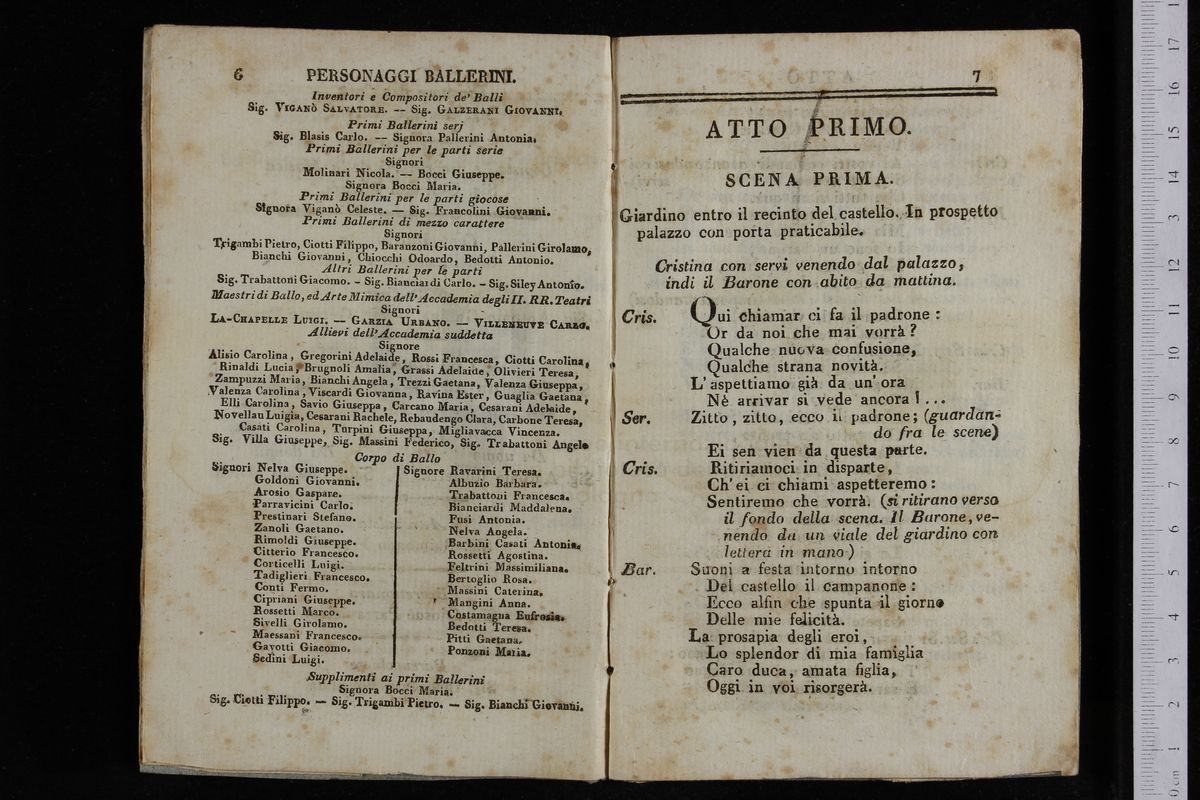 6
PERSONAGGI BALLERINI.
Inventori e Compositori de' Balli
Sig. VIGANÒ SALVATORE. — Sig. GALZERANI GIOVANNI.
Primi Ballerini serj
Sig. Blasis Carlo. — Signora Pallerini Antonia.
Primi Ballerini per le parti serie
Signori
Molinari Nicola. — Bocci Giuseppe.
Signora Bocci Maria.
Primi Ballerini per le parti giocose
Signora Viganò Celeste. — Sig. Francolini Giovanni.
Primi Ballerini di mezzo carattere
Signori
Trigambi Pietro, Ciotti Filippo, Baranzoni Giovanni, Pallerini Girolamo,
Bianchi Giovanni, Chiocchi Odoardo, Bedotti Antonio.
Altri Ballerini per le parti
Sig. Trabattoni Giacomo. – Sig. Bianciardi Carlo. – Sig. Siley Antonio.
Maestri di Ballo, ed Arte Mimica dell' Accademia degli II. RR. Teatri
Signori
LA-CHAPELLE LUIGI. — GARZIA URBANO. — VILLENEUVE CARLO.
Allievi dell' Accademia suddetta
Signore
Alisio Carolina, Gregorini Adelaide, Rossi Francesca, Ciotti Carolina,
Rinaldi Lucia, Brugnoli Amalia, Grassi Adelaide, Olivieri Teresa,
Zampuzzi Maria, Bianchi Angela, Trezzi Gaetana, Valenza Giuseppa,
Valenza Carolina, Viscardi Giovanna, Ravina Ester, Guaglia Gaetana,
Elli Carolina, Savio Giuseppa, Carcano Maria, Cesarani Adelaide,
Novellau Luigia, Cesarani Rachele, Rebaudengo Clara, Carbone Teresa,
Casati Carolina, Turpini Giuseppa, Migliavacca Vincenza.
Sig. Villa Giuseppe, Sig. Massini Federico, Sig. Trabattoni Angelo
Corpo di Ballo
Signori Nelva Giuseppe.
Goldoni Giovanni.
Arosio Gaspare.
Parravicini Carlo.
Prestinari Stefano.
Zanoli Gaetano.
Rimoldi Giuseppe.
Citterio Francesco.
Corticelli Luigi.
Tadiglieri Francesco.
Conti Fermo.
Cipriani Giuseppe.
Rossetti Marco.
Sivelli Girolamo.
Maessani Francesco.
Gavotti Giacomo.
Sedini Luigi.
Signore Ravarini Teresa.
Albuzio Barbara.
Trabattoni Francesca.
Bianciardi Maddalena.
Fusi Antonia.
Nelva Angela.
Barbini Casati Antonia.
Rossetti Agostina.
Feltrini Massimiliana.
Bertoglio Rosa.
Massini Caterina.
Mangini Anna.
Costamagna Eufrosia.
Bedotti Teresa.
Pitti Gaetana.
Ponzoni Maria.
Supplimenti ai primi Ballerini
Signora Bocci Maria.
Sig. Ciotti Filippo. — Sig. Trigambi Pietro. — Sig. Bianchi Giovanni.
7
ATTO PRIMO.
SCENA PRIMA.
Giardino entro il recinto del castello. In prospetto
palazzo con porta praticabile.
Cristina con servi venendo dal palazzo,
indi il Barone con abito da mattina.
Cris. Qui chiamar ci fa il padrone :
Or da noi che mai vorrà ?
Qualche nuova confusione,
Qualche strana novità.
L' aspettiamo già da un' ora
Nè arrivar si vede ancora ! ...
Ser. Zitto, zitto, ecco il padrone; (guardan-
do fra le scene)
Ei sen vien da questa parte.
Cris. Ritiriamoci in disparte,
Ch' ei ci chiami aspetteremo :
Sentiremo che vorrà. (si ritirano verso
il fondo della scena. Il Barone, ve-
nendo da un viale del giardino con
lettera in mano )
Bar. Suoni a festa intorno intorno
Del castello il campanone :
Ecco alfin che spunta il giorno
Delle mie felicità.
La prosapia degli eroi,
Lo splendor di mia famiglia
Caro duca, amata figlia,
Oggi in voi risorgerà.
0 cm 1 2 3 4 5 6 7 8 9 10 11 12 13 14 15 16 17